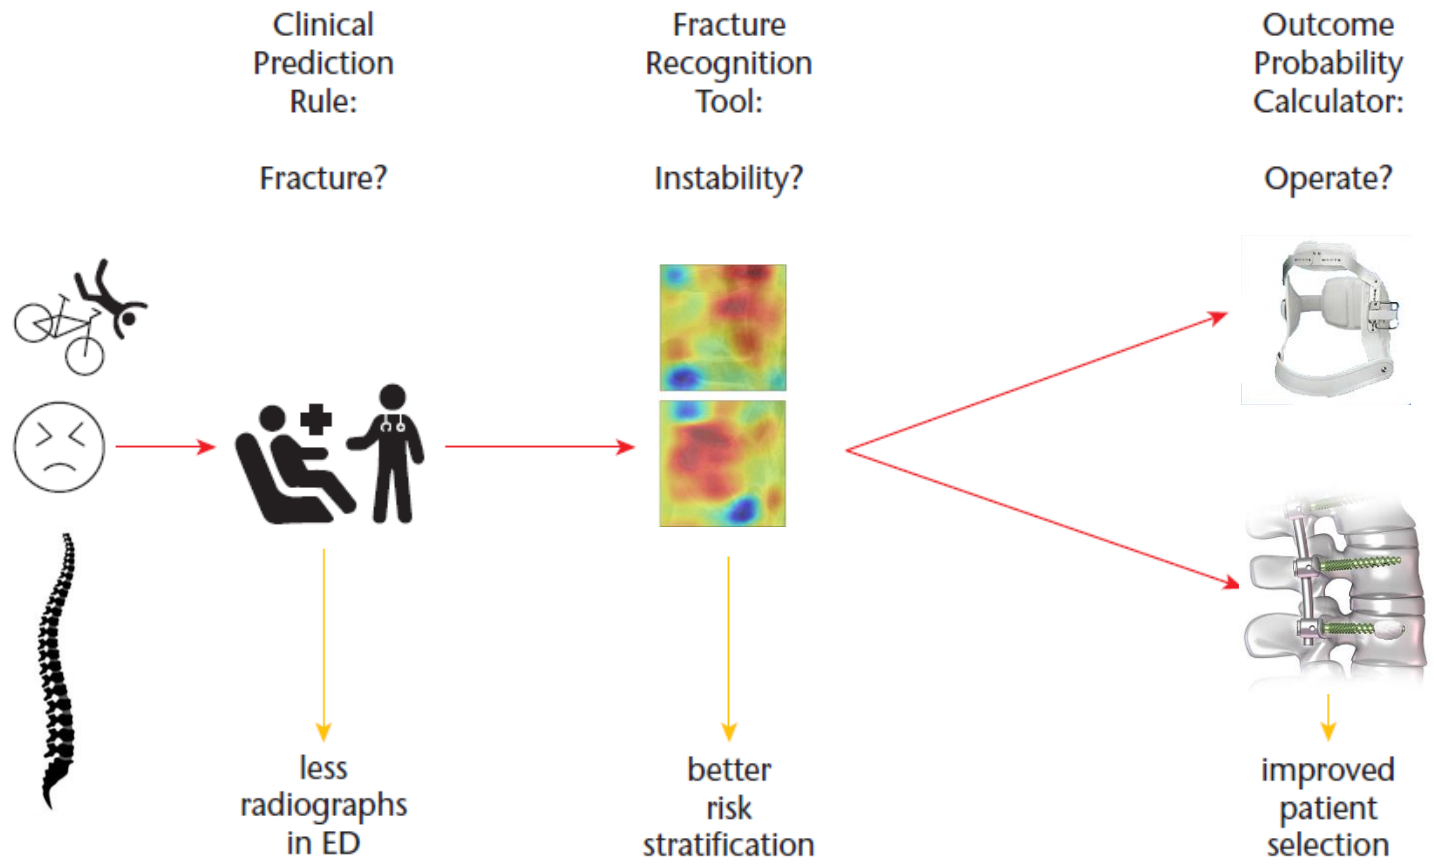 Clinical
Prediction
Rule:
Fracture?
Fracture
Recognition
Tool:
Instability?
Outcome
Probability
Calculator:
Operate?
less
radiographs
in ED
better
risk
stratification
improved
patient
selection